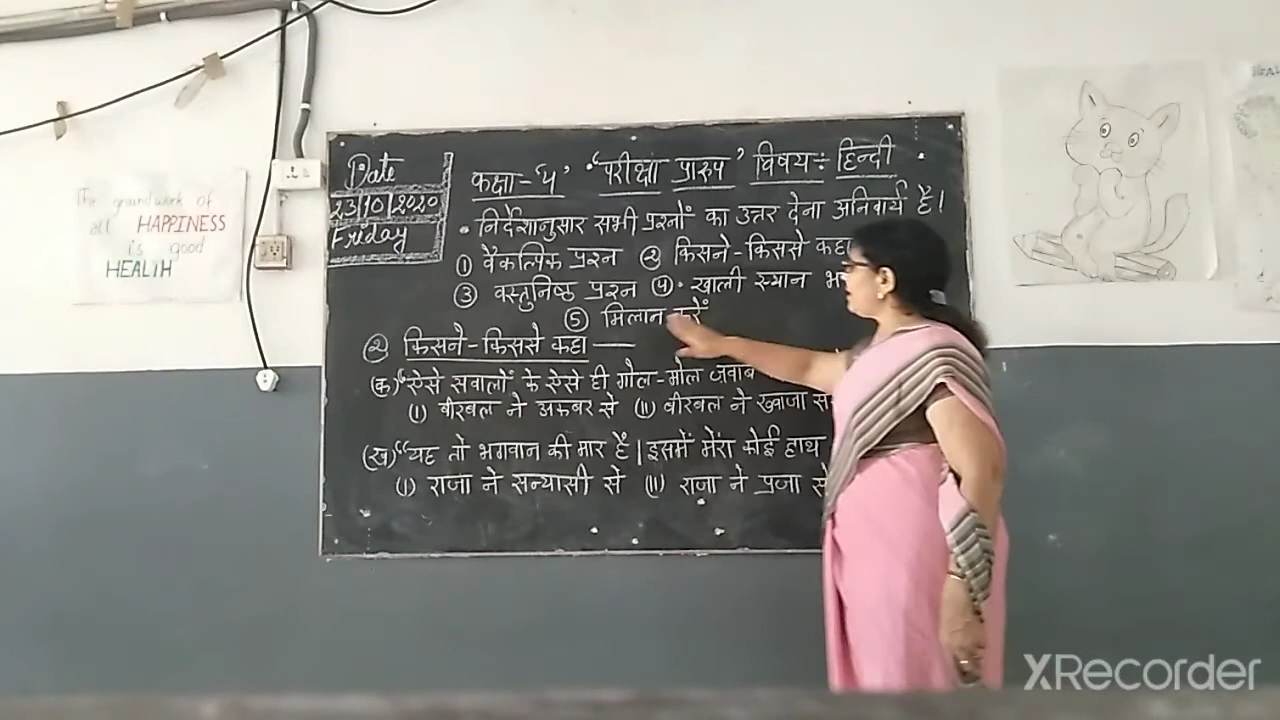 The groundwork of
all HAPPINESS
is good
HEALTH
Date
23/10/2020
Friday
कक्षा-५' "परीक्षा प्रारुप" विषय÷ हिन्दी
• निर्देशानुसार सभी प्रश्नों का उत्तर देना अनिवार्य है।
① वैकल्पिक प्रश्न ② किसने-किससे कहा
③ वस्तुनिष्ठ प्रश्न ④. खाली स्थान
⑤ मिलान करें
② किसने-किससे कहा —
(क) "ऐसे सवालों के ऐसे ही गोल-मोल जवाब
(i) बीरबल ने अकबर से (ii) बीरबल ने ख्वाजा
(ख) "यह तो भगवान की मार है। इसमें मेरा कोई हाथ
(i) राजा ने सन्यासी से (ii) राजा ने प्रजा से
XRecorder